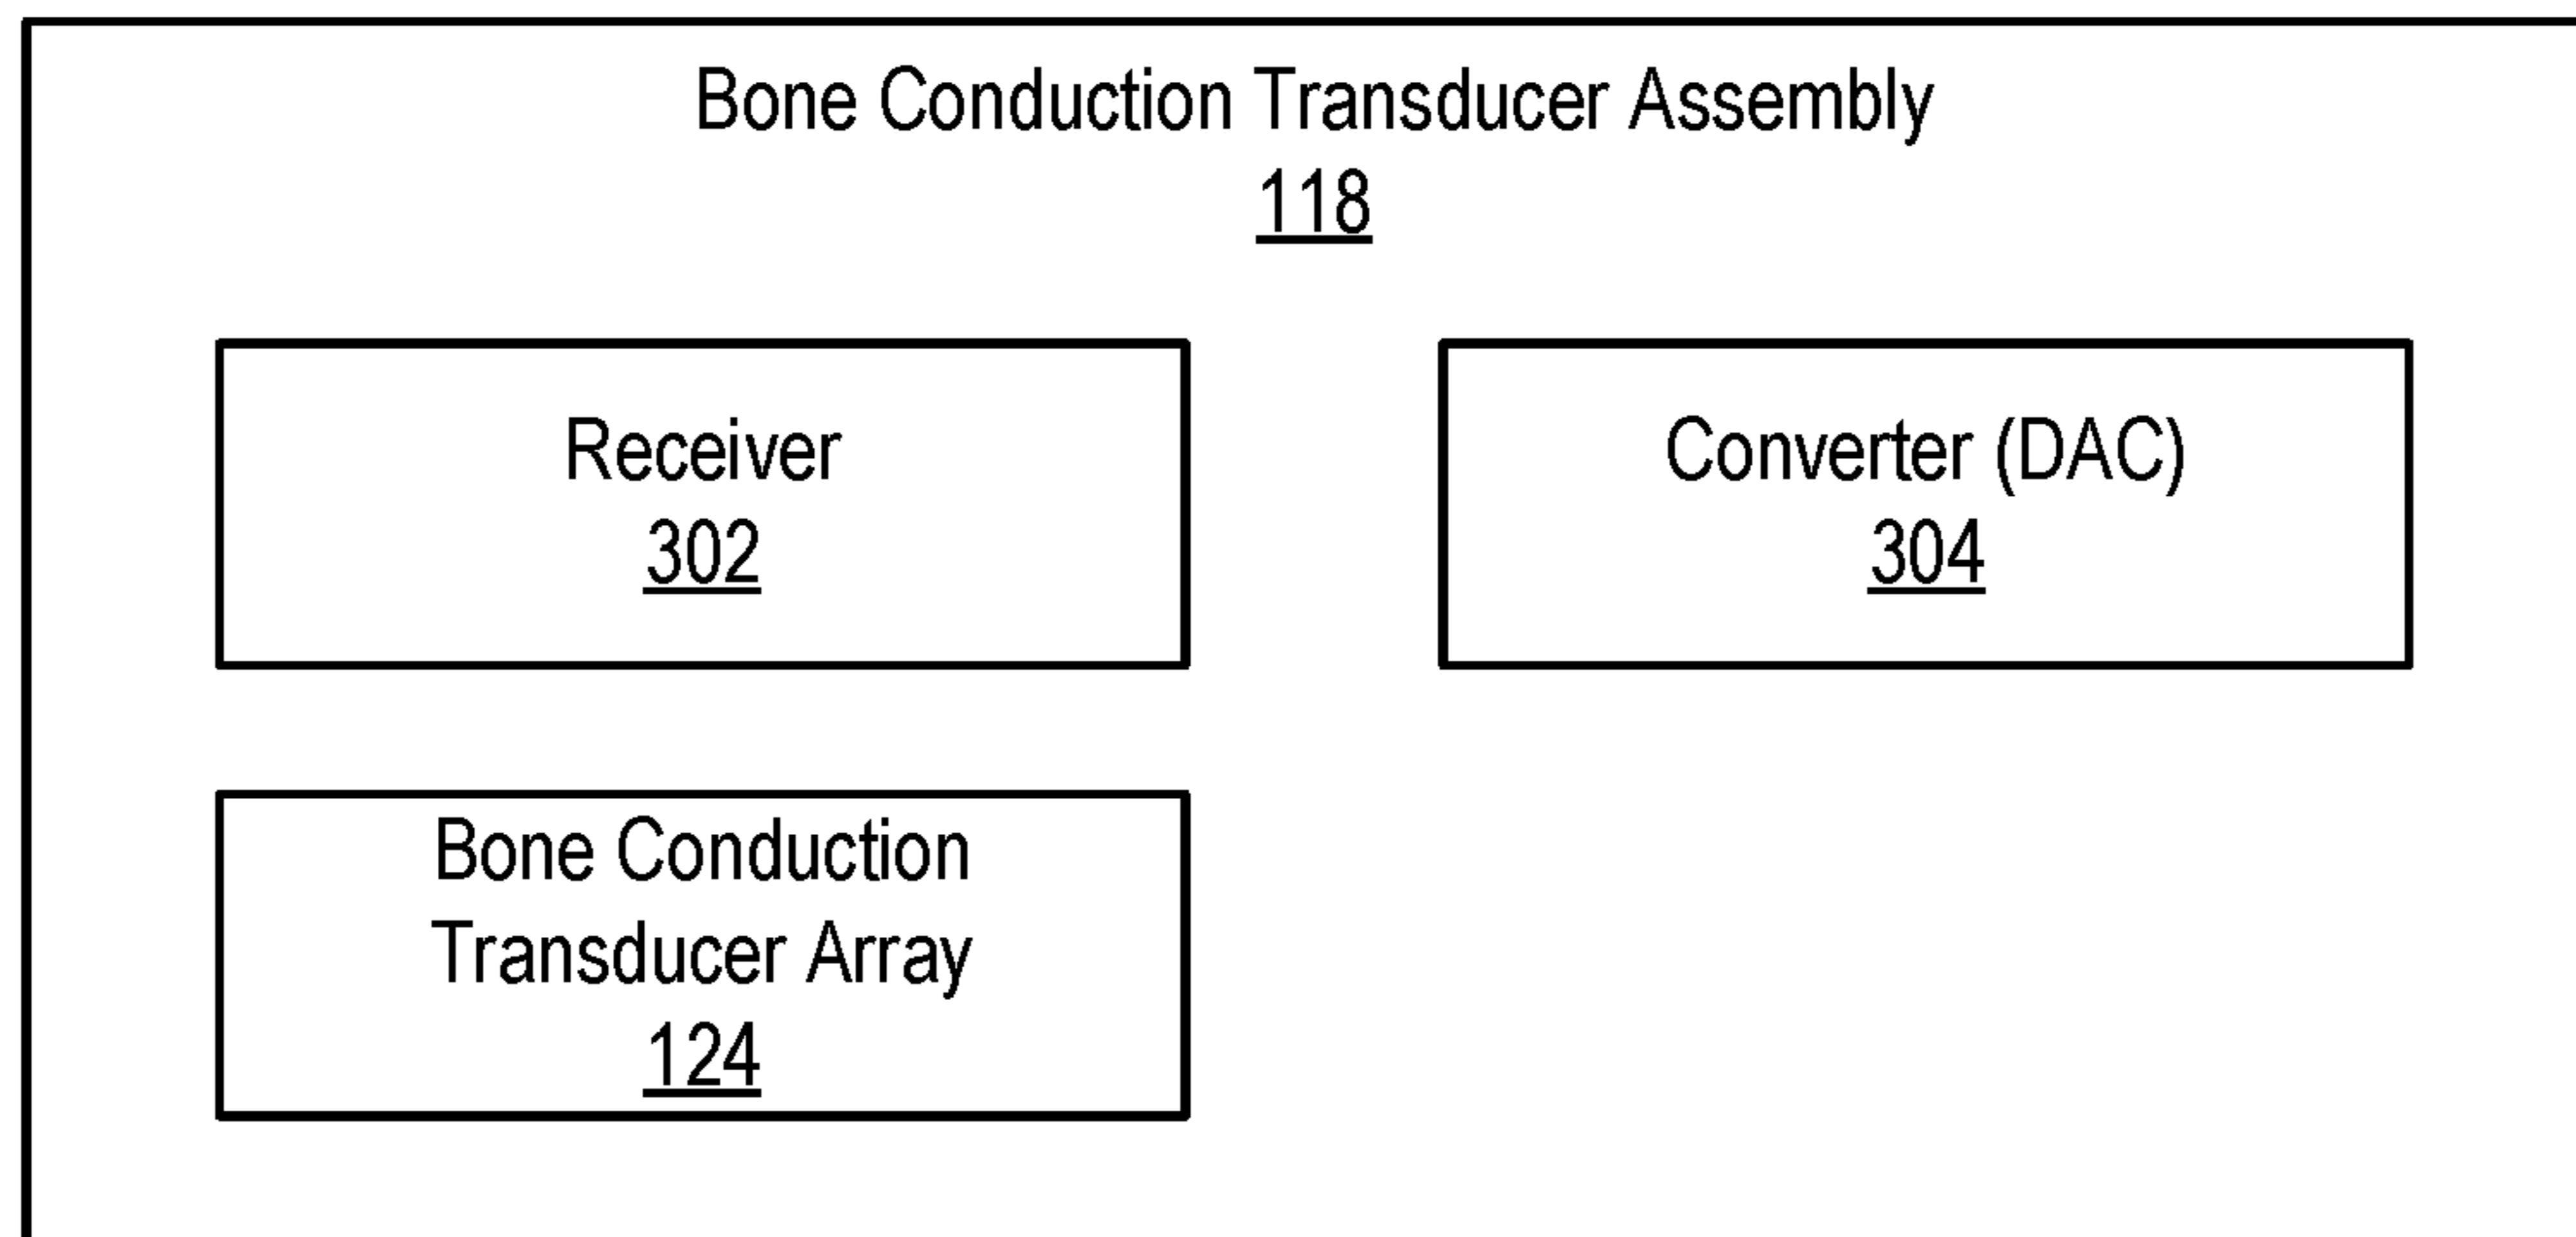 Bone Conduction Transducer Assembly
118
Receiver
302
Converter (DAC)
304
Bone Conduction
Transducer Array
124